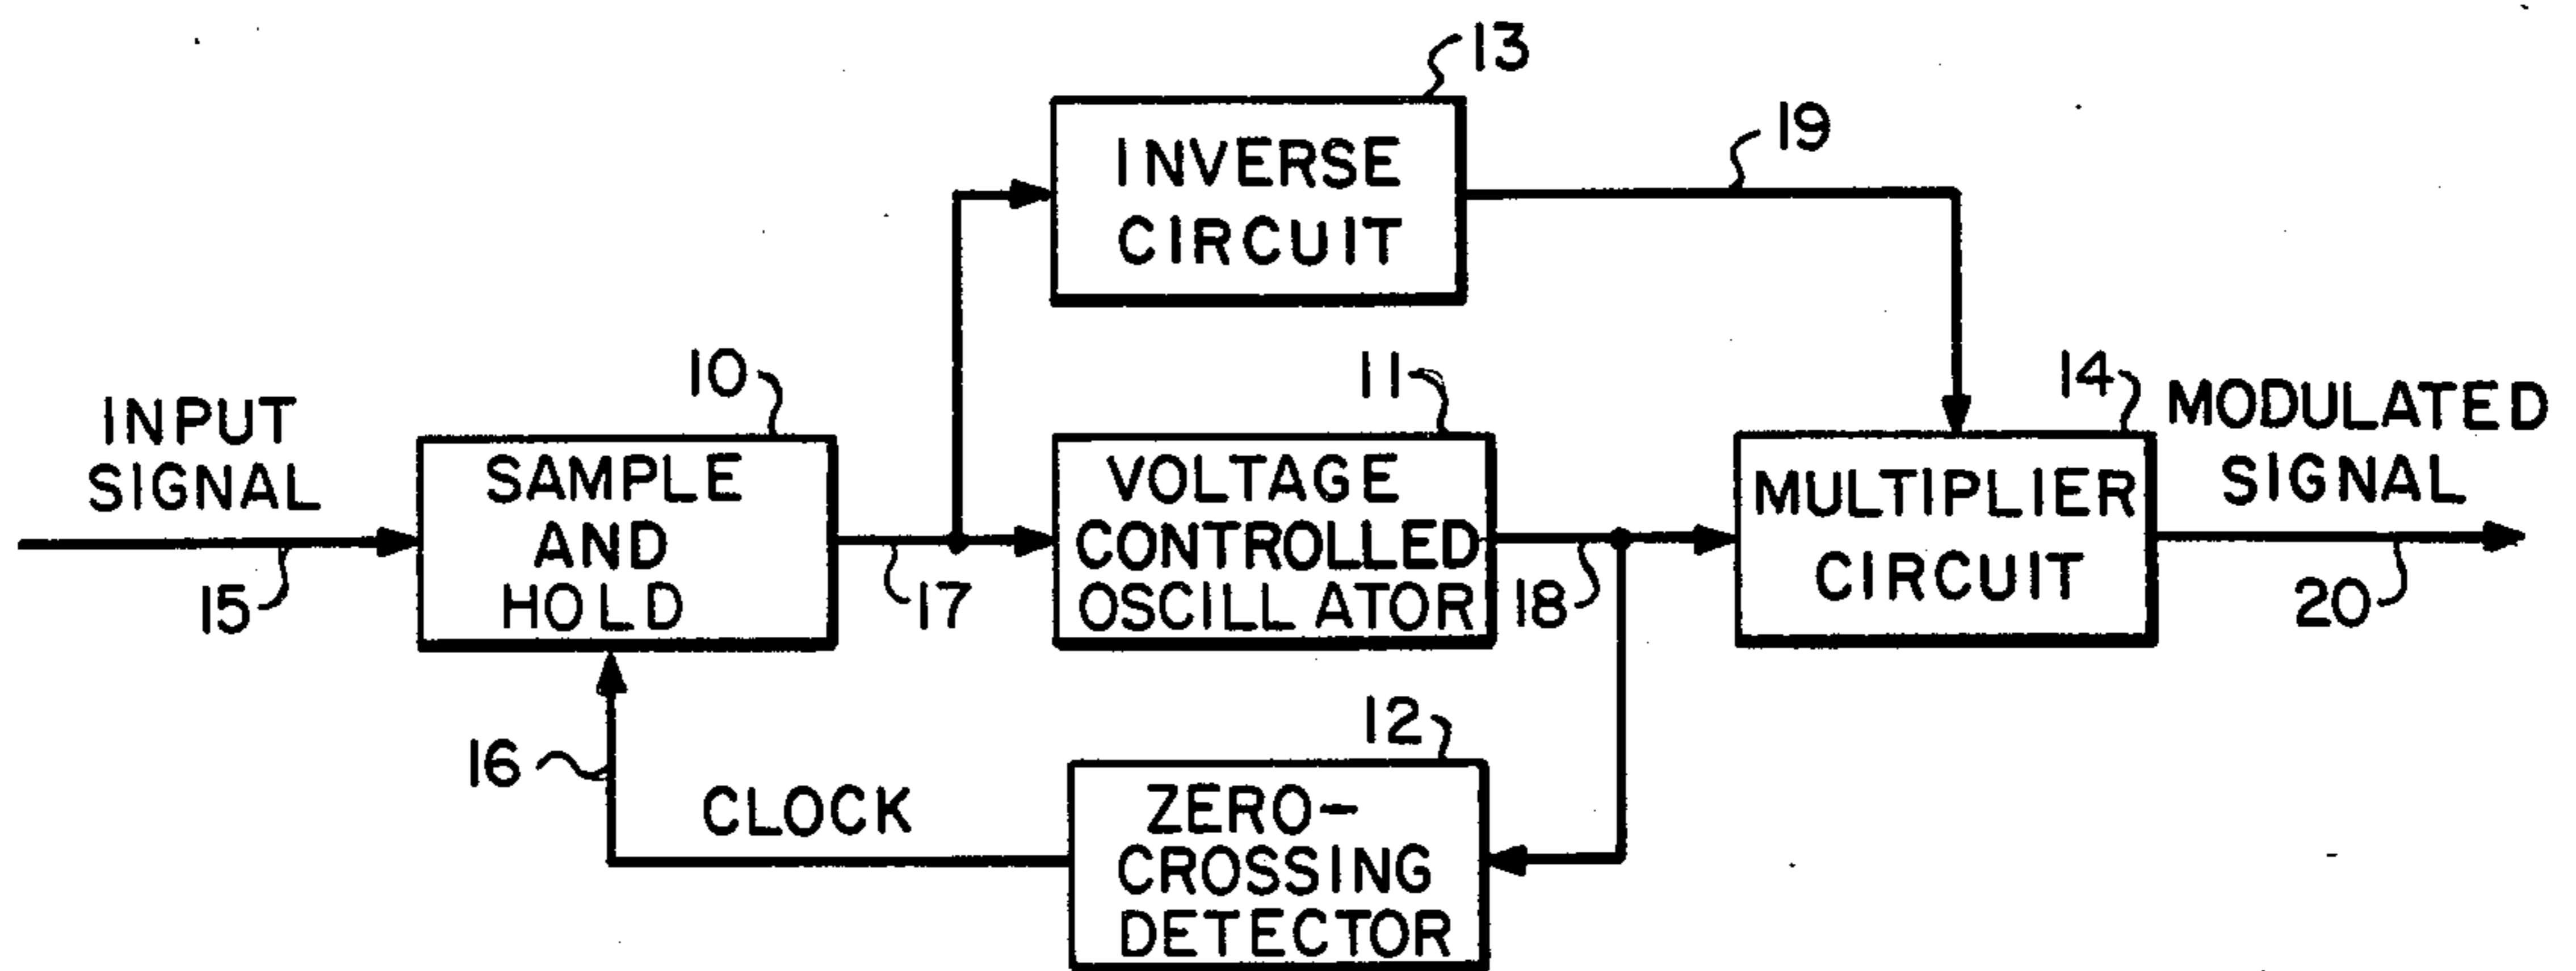 13
INVERSE
CIRCUIT
19
INPUT
SIGNAL
15
10
SAMPLE
AND
HOLD
17
11
VOLTAGE
CONTROLLED
OSCILLATOR
18
14
MULTIPLIER
CIRCUIT
MODULATED
SIGNAL
20
16
CLOCK
12
ZERO-
CROSSING
DETECTOR